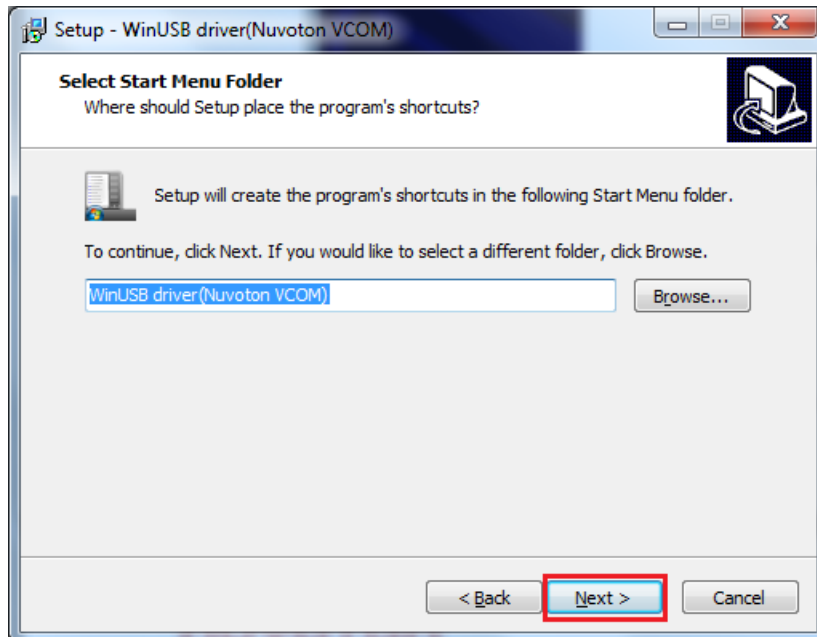 Setup - WinUSB driver(Nuvoton VCOM)
Select Start Menu Folder
Where should Setup place the program's shortcuts?
Setup will create the program's shortcuts in the following Start Menu folder.
To continue, click Next. If you would like to select a different folder, click Browse.
WinUSB driver(Nuvoton VCOM)
Browse...
< Back
Next >
Cancel